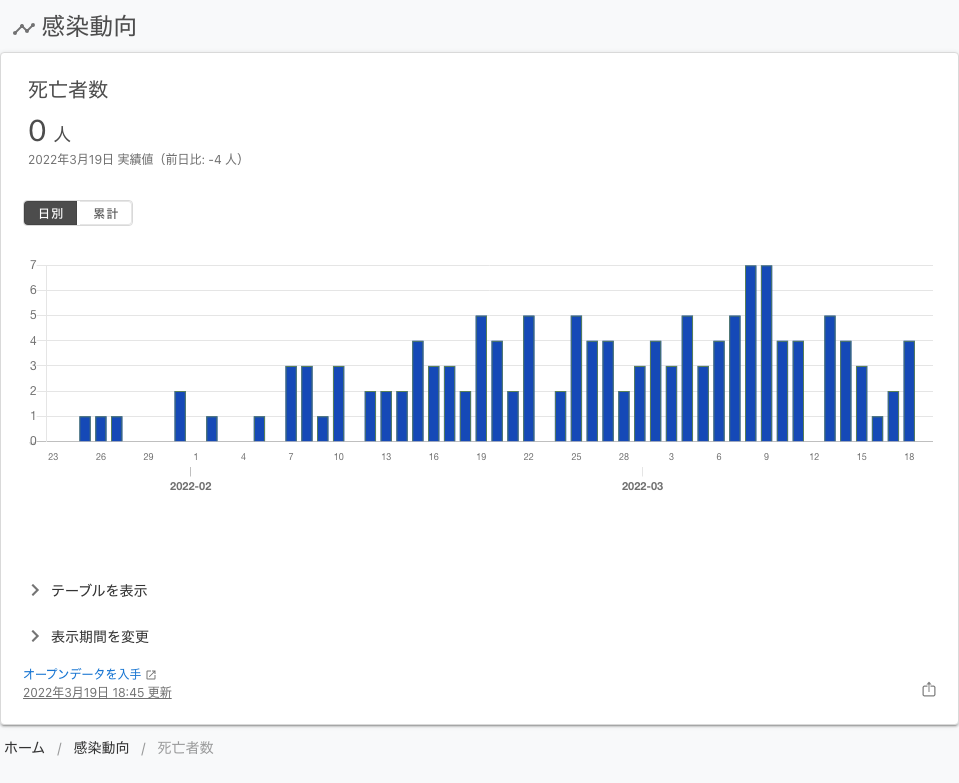 感染動向
死亡者数
0 人
2022年3月19日 実績値（前日比: -4 人）
日別 累計
7
6
5
4
3
2
1
0
23 26 29 1 4 7 10 13 16 19 22 25 28 3 6 9 12 15 18
2022-02 2022-03
テーブルを表示
表示期間を変更
オープンデータを入手
2022年3月19日 18:45 更新
ホーム / 感染動向 / 死亡者数